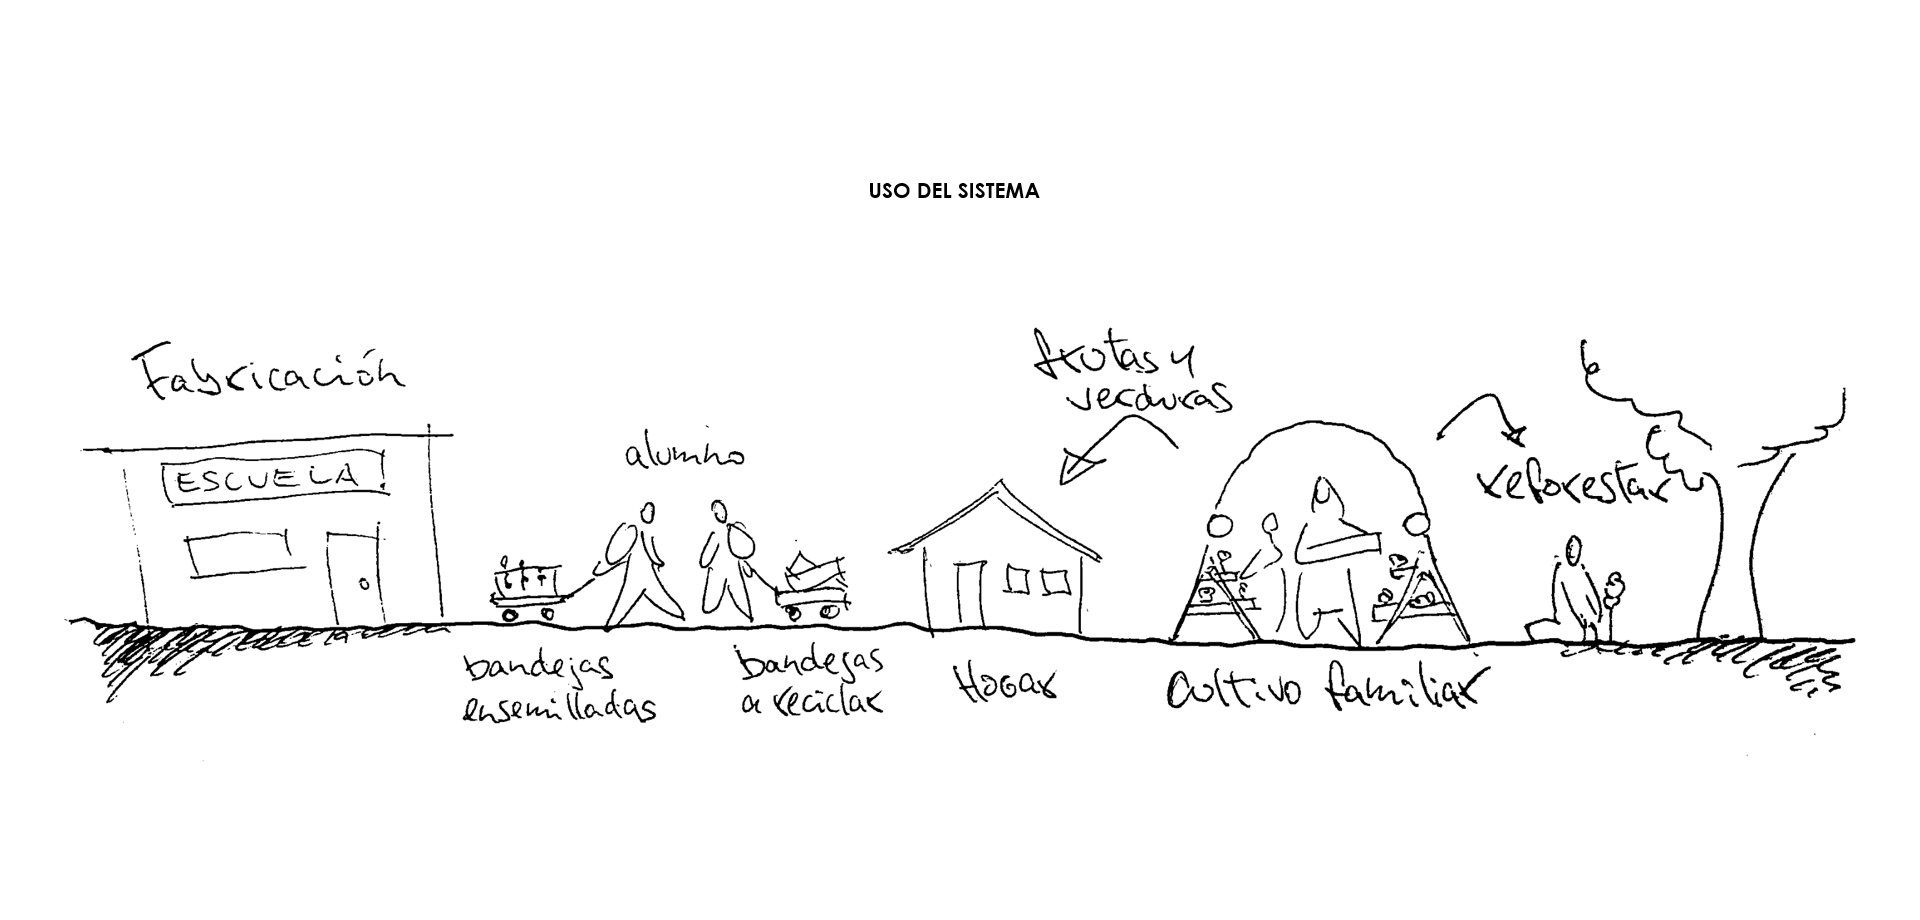 USO DEL SISTEMA
Fabricación
ESCUELA
alumno
frutas y
verduras
reforestar
bandejas
ensemilladas
bandejas
a reciclar
Hogar
Cultivo familiar